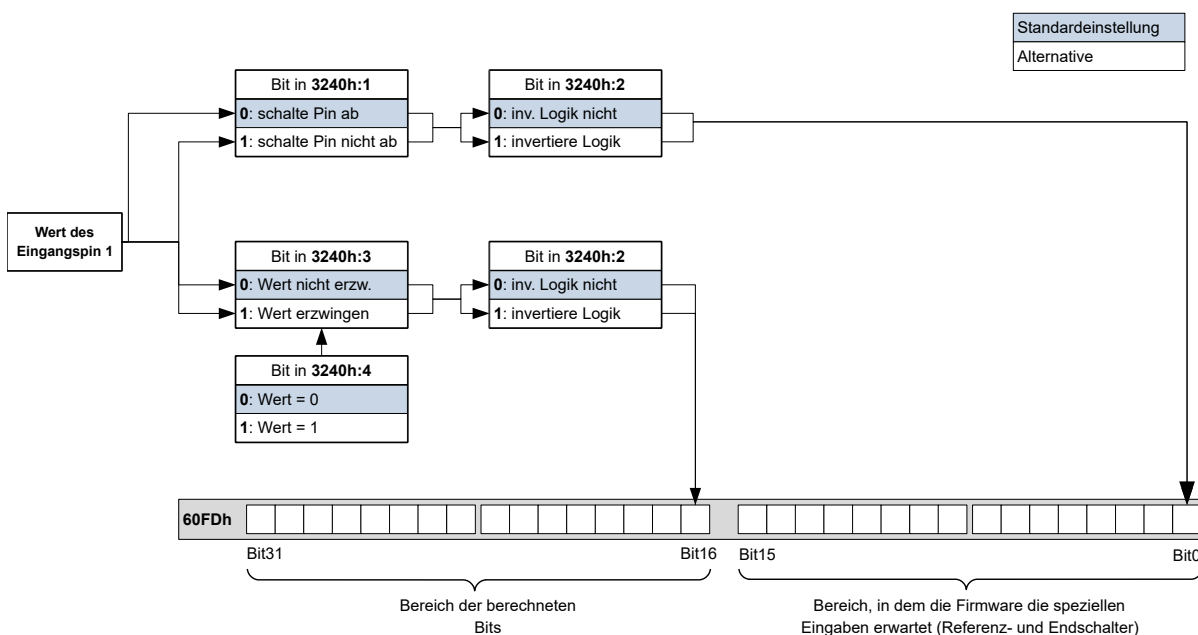 Standardeinstellung
Alternative
Bit in 3240h:1
0: schalte Pin ab
1: schalte Pin nicht ab
Bit in 3240h:2
0: inv. Logik nicht
1: invertiere Logik
Wert des
Eingangspin 1
Bit in 3240h:3
0: Wert nicht erzw.
1: Wert erzwingen
Bit in 3240h:2
0: inv. Logik nicht
1: invertiere Logik
Bit in 3240h:4
0: Wert = 0
1: Wert = 1
60FDh
Bit31
Bit16
Bit15
Bit0
Bereich der berechneten
Bits
Bereich, in dem die Firmware die speziellen
Eingaben erwartet (Referenz- und Endschalter)